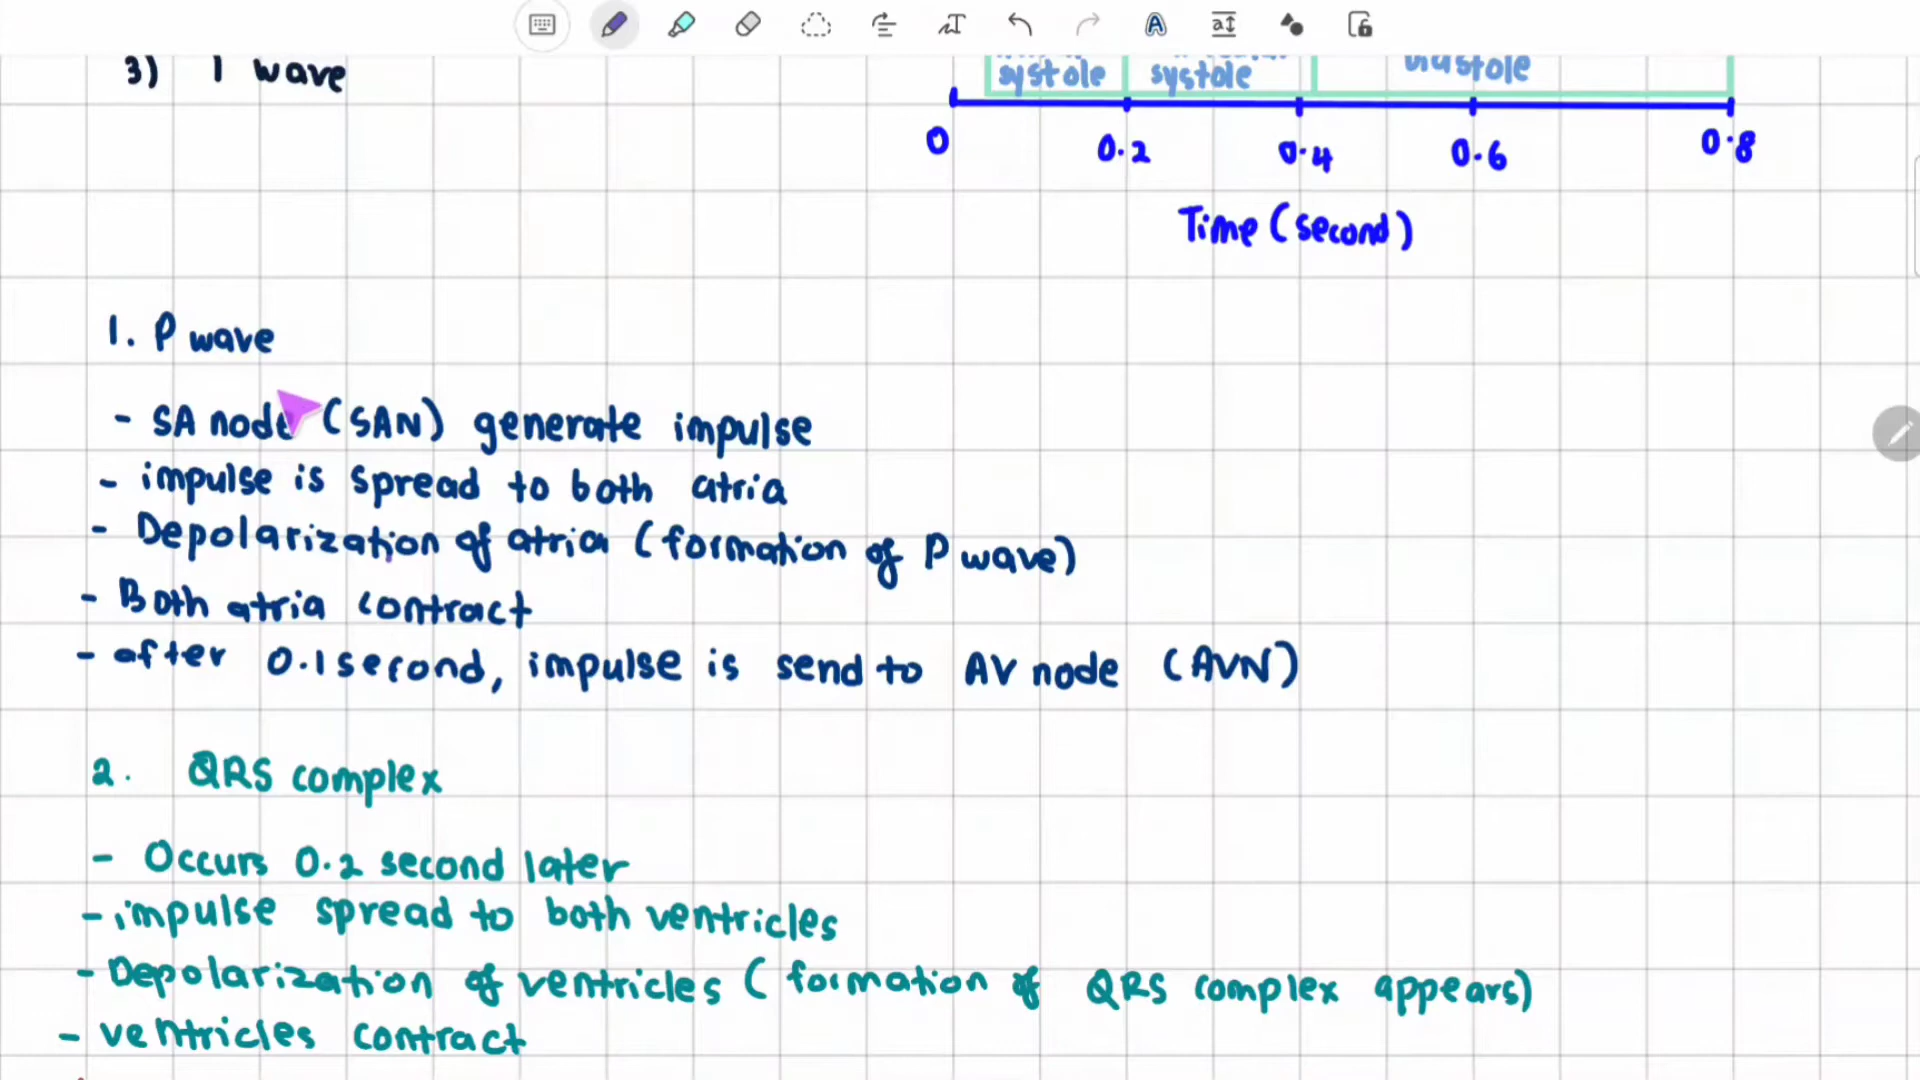 3) T wave
systole systole diastole
0 0.2 0.4 0.6 0.8
Time (second)
1. P wave
- SA node (SAN) generate impulse
- impulse is spread to both atria
- Depolarization of atria (formation of P wave)
- Both atria contract
- after 0.1 second, impulse is send to AV node (AVN)
2. QRS complex
- Occurs 0.2 second later
- impulse spread to both ventricles
- Depolarization of ventricles (formation of QRS complex appears)
- ventricles contract